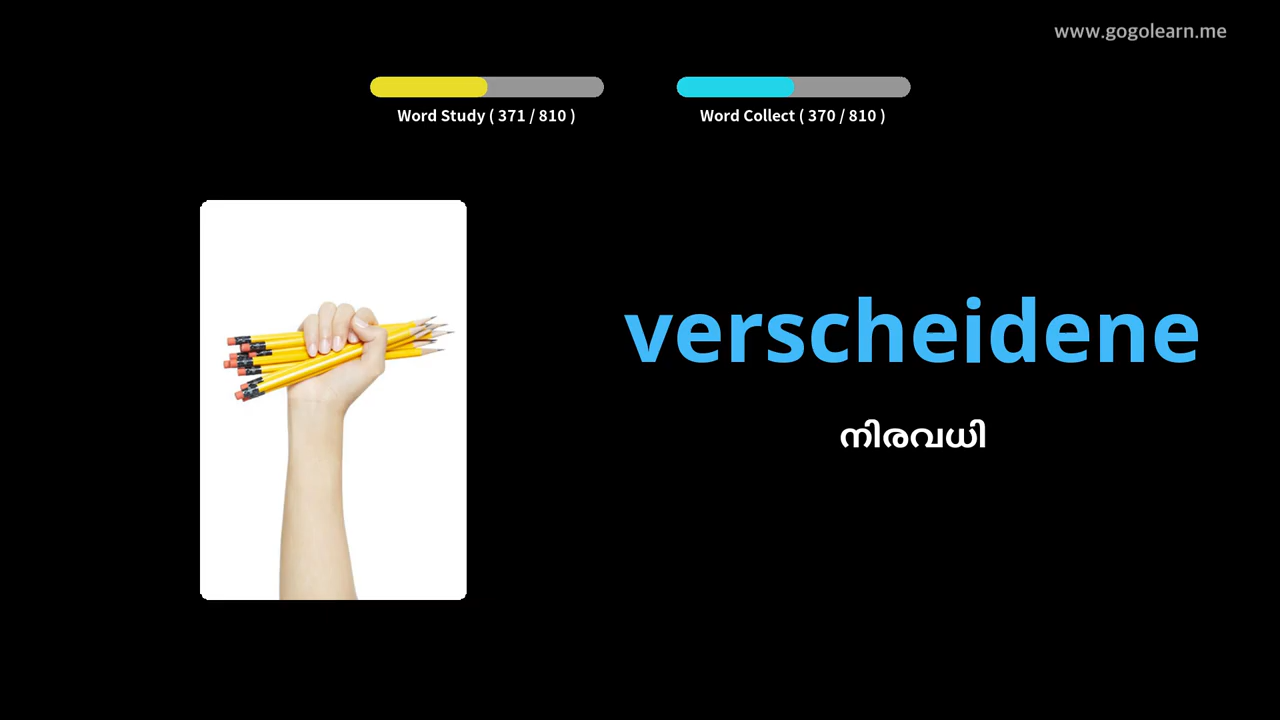 www.gogolearn.me
Word Study ( 371 / 810 )
Word Collect ( 370 / 810 )
verscheidene
നിരവധി